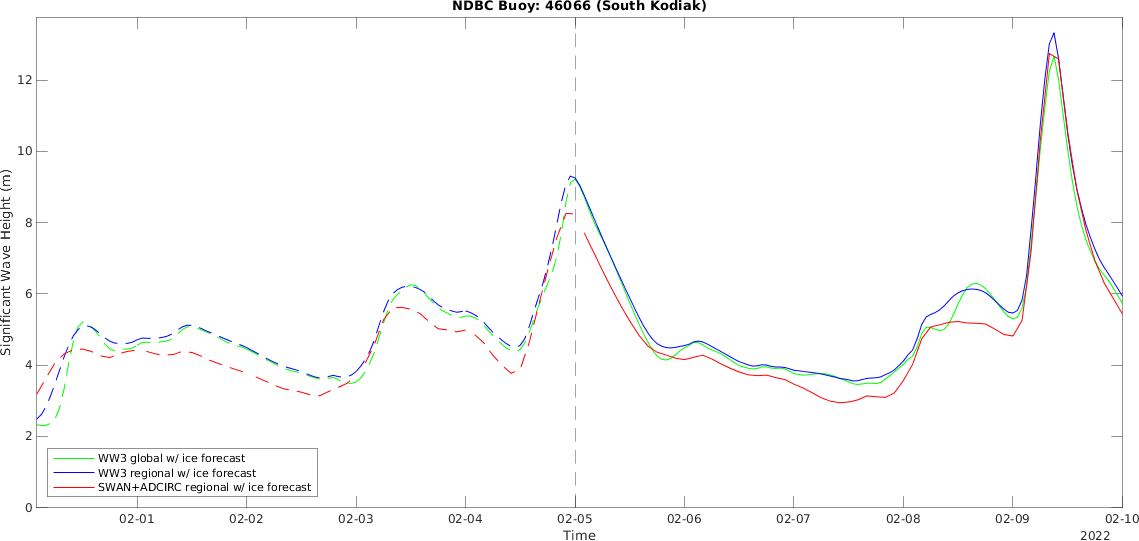 NDBC Buoy: 46066 (South Kodiak)
Significant Wave Height (m)
12
10
8
6
4
2
0
WW3 global w/ ice forecast
WW3 regional w/ ice forecast
SWAN+ADCIRC regional w/ ice forecast
02-01 02-02 02-03 02-04 02-05 02-06 02-07 02-08 02-09 02-10
Time
2022